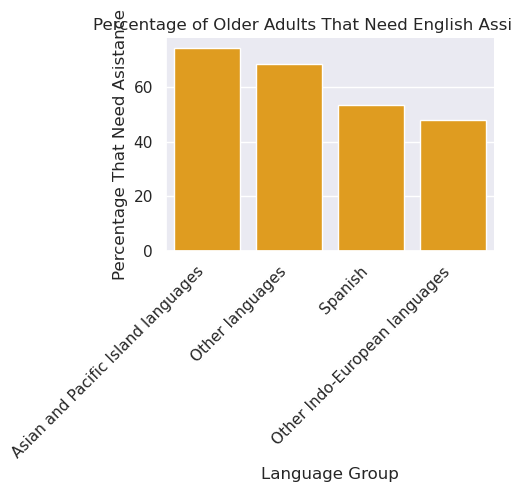 Percentage of Older Adults That Need English Assi
Percentage That Need Asistance
60
40
20
0
Asian and Pacific Island languages
Other languages
Spanish
Other Indo-European languages
Language Group